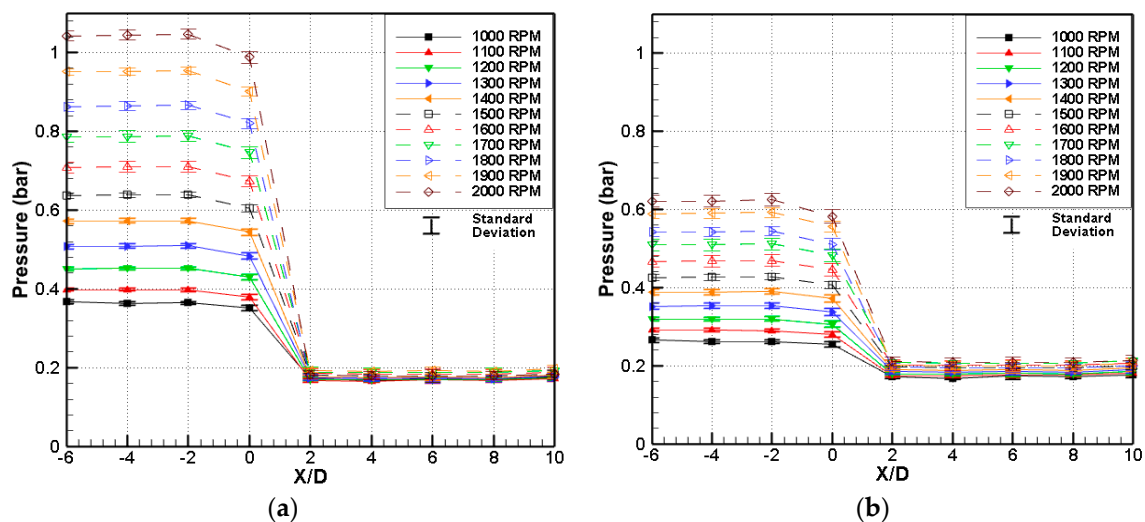 1
0.8
0.6
0.4
0.2
0
Pressure (bar)
-6 -4 -2 0 2 4 6 8 10
X/D
1000 RPM
1100 RPM
1200 RPM
1300 RPM
1400 RPM
1500 RPM
1600 RPM
1700 RPM
1800 RPM
1900 RPM
2000 RPM
Standard
Deviation
(a)
1
0.8
0.6
0.4
0.2
0
Pressure (bar)
-6 -4 -2 0 2 4 6 8 10
X/D
1000 RPM
1100 RPM
1200 RPM
1300 RPM
1400 RPM
1500 RPM
1600 RPM
1700 RPM
1800 RPM
1900 RPM
2000 RPM
Standard
Deviation
(b)